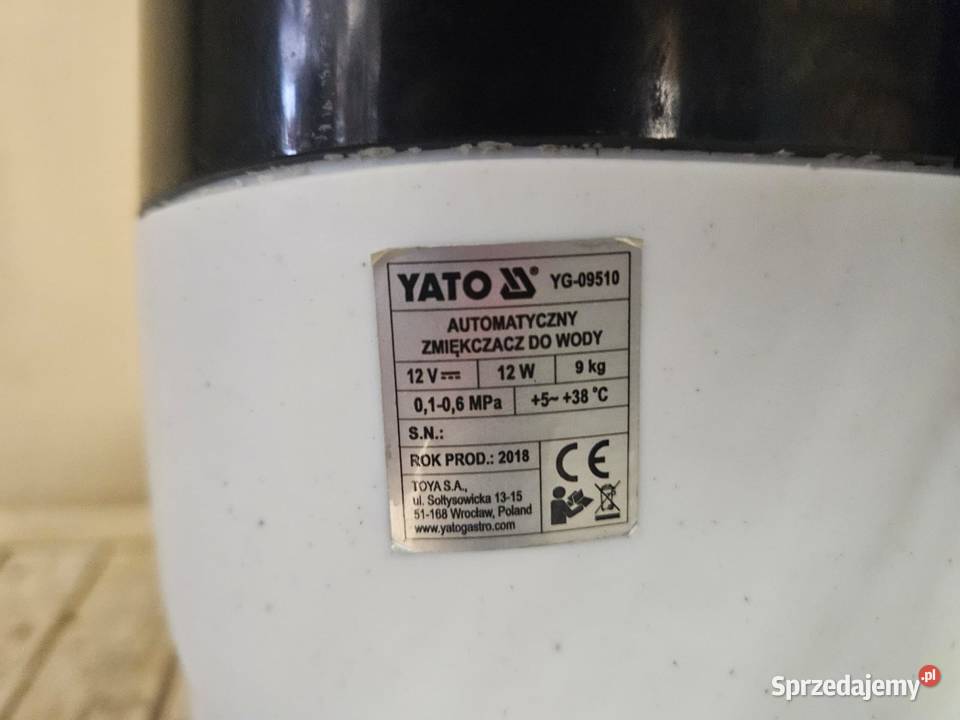 YATO ® YG-09510
AUTOMATYCZNY
ZMIĘKCZACZ DO WODY
12 V 12 W 9 kg
0,1-0,6 MPa +5~ +38 °C
S.N.:
ROK PROD.: 2018
CE
TOYA S.A.,
ul. Sołtysowicka 13-15
51-168 Wrocław, Poland
www.yatogastro.com
Sprzedajemy.pl